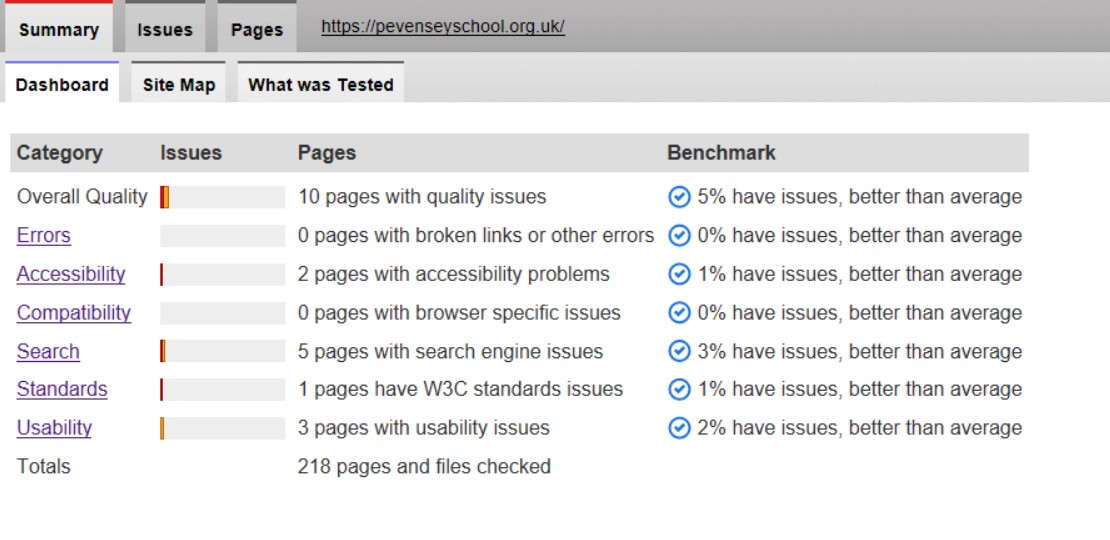 Summary Issues Pages https://pevenseyschool.org.uk/
Dashboard Site Map What was Tested
Category Issues Pages Benchmark
Overall Quality 10 pages with quality issues 5% have issues, better than average
Errors 0 pages with broken links or other errors 0% have issues, better than average
Accessibility 2 pages with accessibility problems 1% have issues, better than average
Compatibility 0 pages with browser specific issues 0% have issues, better than average
Search 5 pages with search engine issues 3% have issues, better than average
Standards 1 pages have W3C standards issues 1% have issues, better than average
Usability 3 pages with usability issues 2% have issues, better than average
Totals 218 pages and files checked